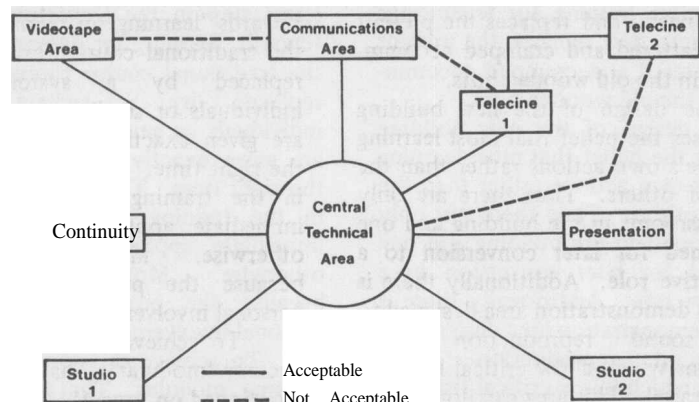 Videotape
Area
Communications
Area
Telecine
2
Telecine
1
Continuity
Central
Technical
Area
Presentation
Studio
1
Acceptable
Not Acceptable
Studio
2